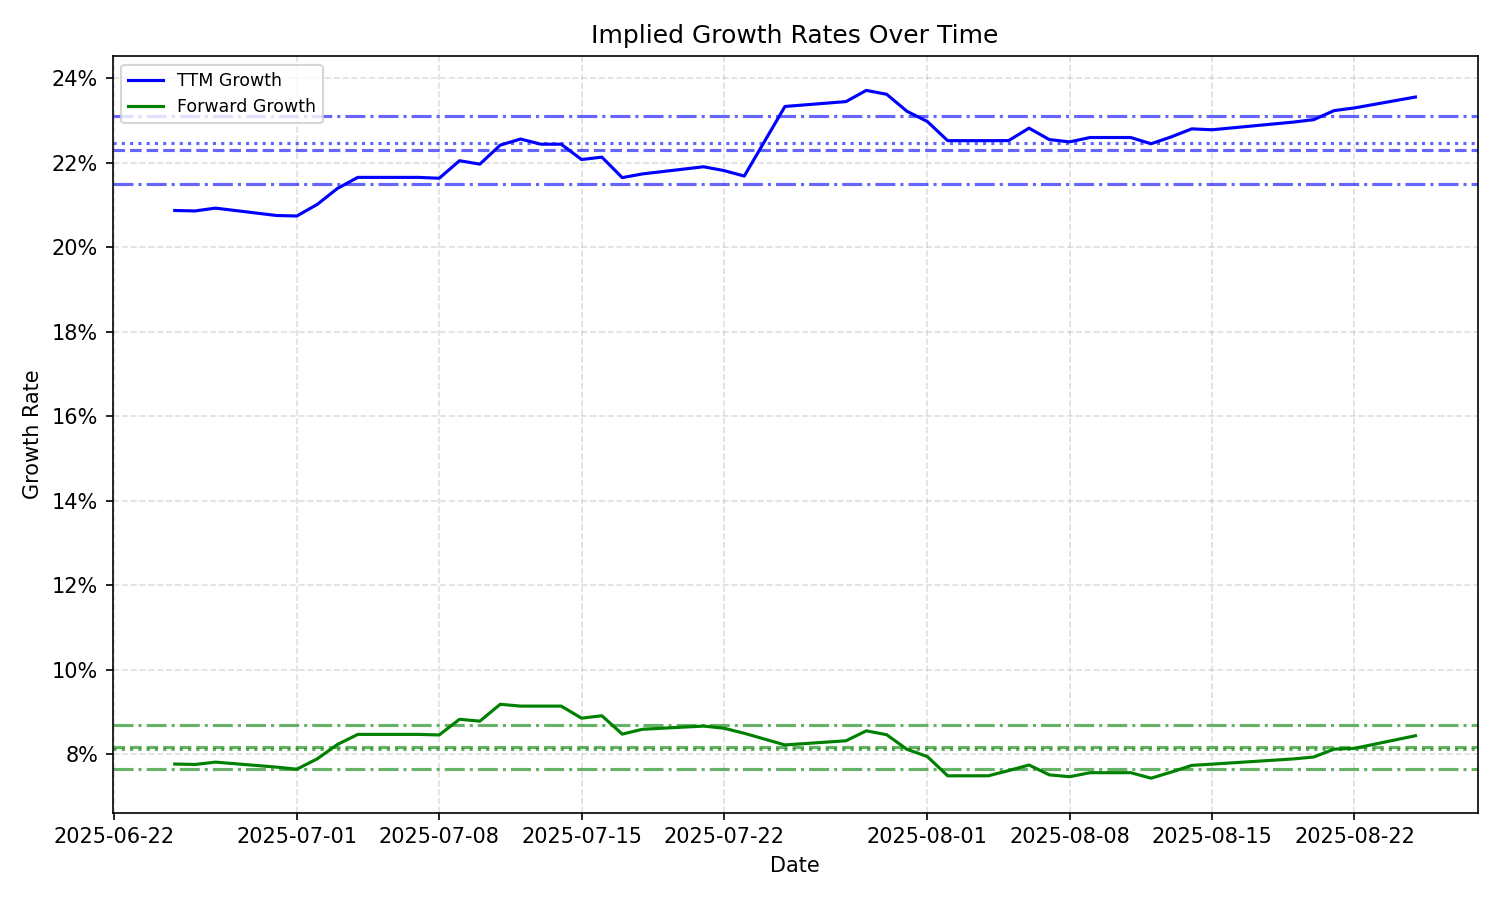 Implied Growth Rates Over Time
TTM Growth
Forward Growth
24%
22%
20%
18%
16%
14%
12%
10%
8%
Growth Rate
2025-06-22 2025-07-01 2025-07-08 2025-07-15 2025-07-22 2025-08-01 2025-08-08 2025-08-15 2025-08-22
Date